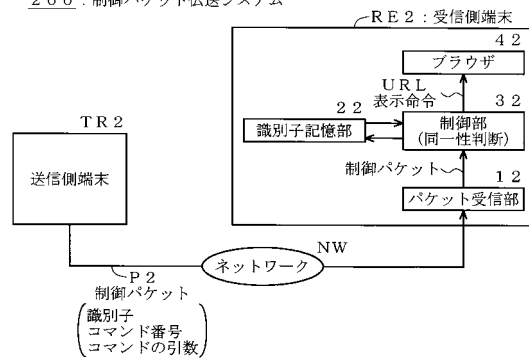 200：制御パケット伝送システム
RE2：受信側端末
42
ブラウザ
URL
表示命令
32
22
識別子記憶部
制御部
(同一性判断)
制御パケット
12
パケット受信部
TR2
送信側端末
NW
ネットワーク
P2
制御パケット
識別子
コマンド番号
コマンドの引数